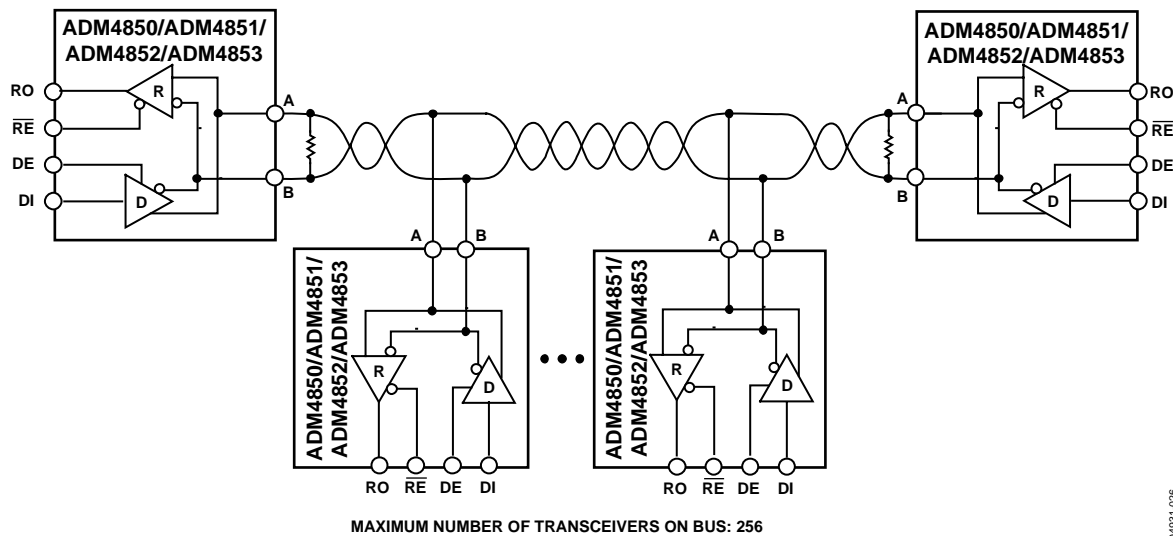 ADM4850/ADM4851/
ADM4852/ADM4853
RO
R
RE
DE
DI
D
A
B
ADM4850/ADM4851/
ADM4852/ADM4853
A
B
R
RO
RE
DE
D
DI
A
B
ADM4850/ADM4851/
ADM4852/ADM4853
R
D
RO
RE
DE
DI
A
B
ADM4850/ADM4851/
ADM4852/ADM4853
R
D
RO
RE
DE
DI
MAXIMUM NUMBER OF TRANSCEIVERS ON BUS: 256